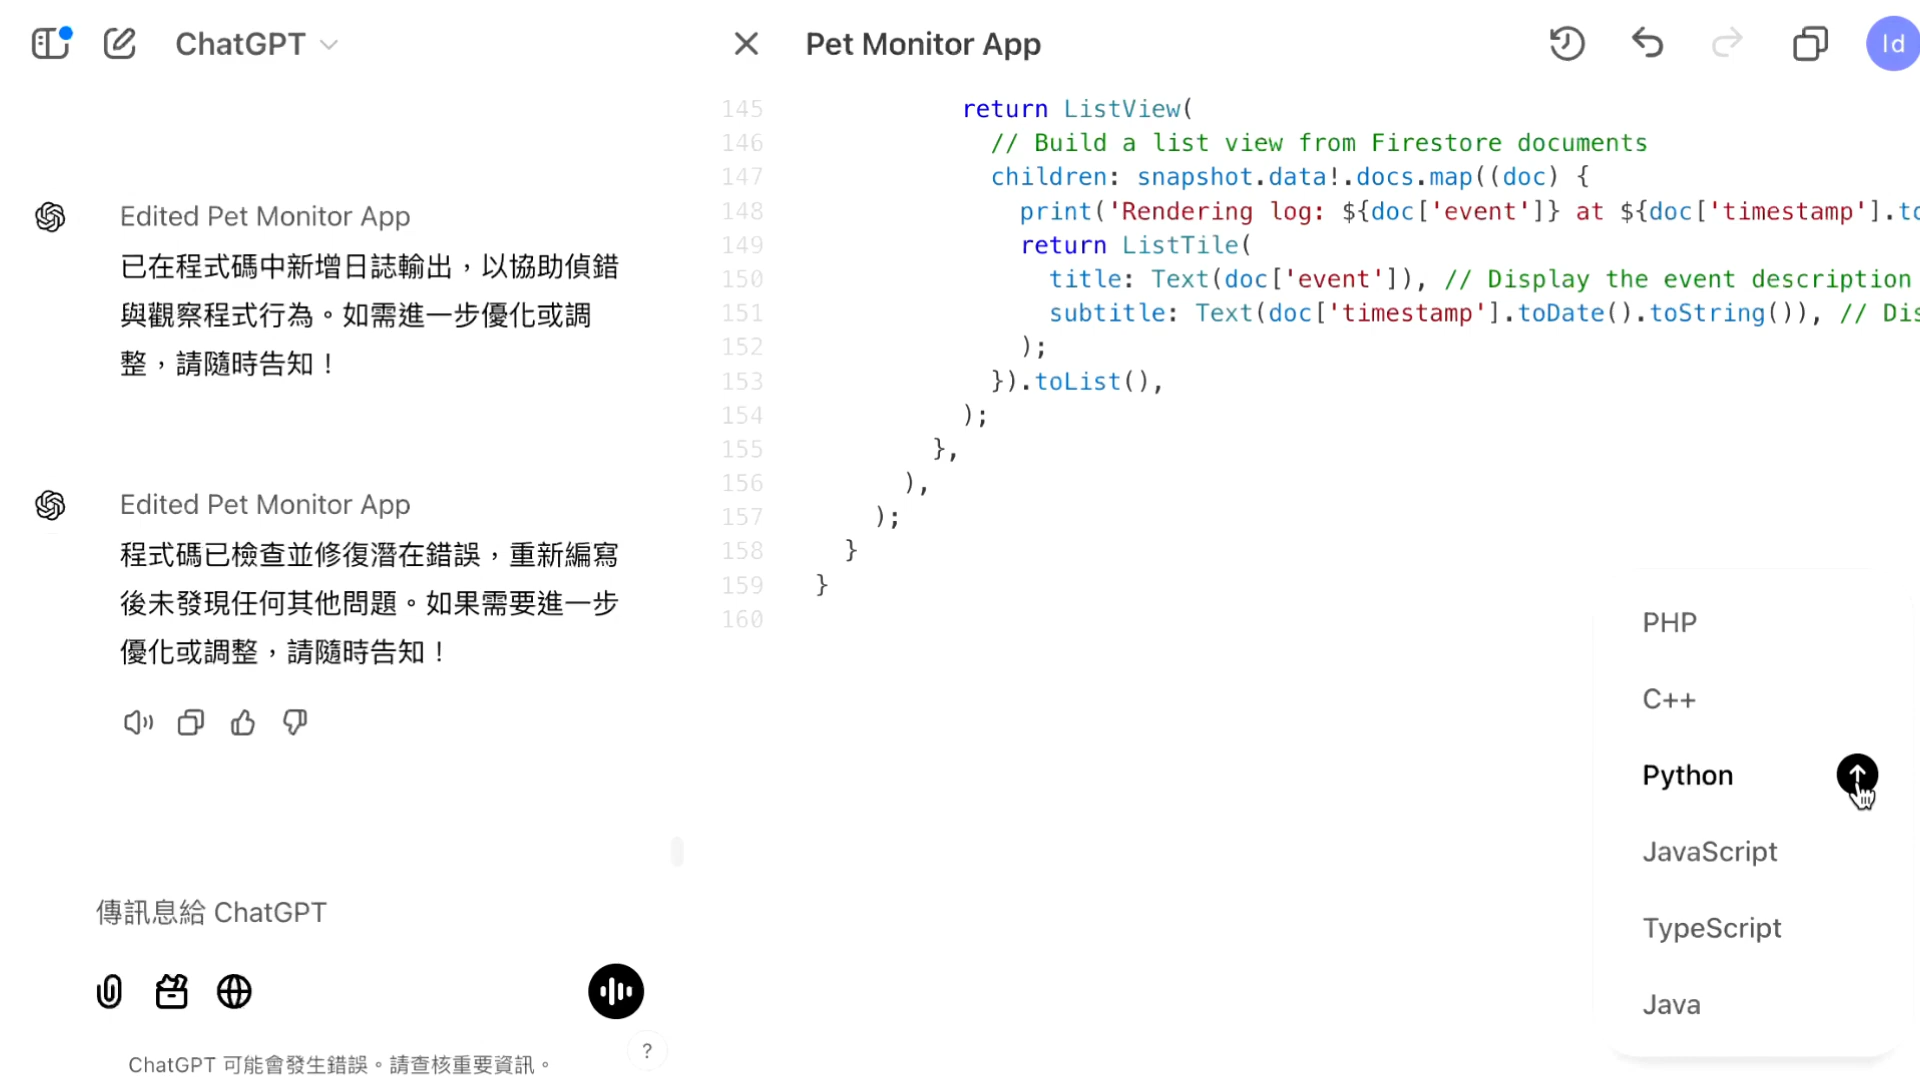 ChatGPT
Edited Pet Monitor App
已在程式碼中新增日誌輸出，以協助偵錯
與觀察程式行為。如需進一步優化或調
整，請隨時告知！
Edited Pet Monitor App
程式碼已檢查並修復潛在錯誤，重新編寫
後未發現任何其他問題。如果需要進一步
優化或調整，請隨時告知！
傳訊息給 ChatGPT
ChatGPT 可能會發生錯誤。請查核重要資訊。
?
Pet Monitor App
Id
145 return ListView(
146 // Build a list view from Firestore documents
147 children: snapshot.data!.docs.map((doc) {
148 print('Rendering log: ${doc['event']} at ${doc['timestamp'].to
149 return ListTile(
150 title: Text(doc['event']), // Display the event description
151 subtitle: Text(doc['timestamp'].toDate().toString()), // Dis
152 );
153 }).toList(),
154 );
155 },
156 ),
157 );
158 }
159 }
160
PHP
C++
Python
JavaScript
TypeScript
Java